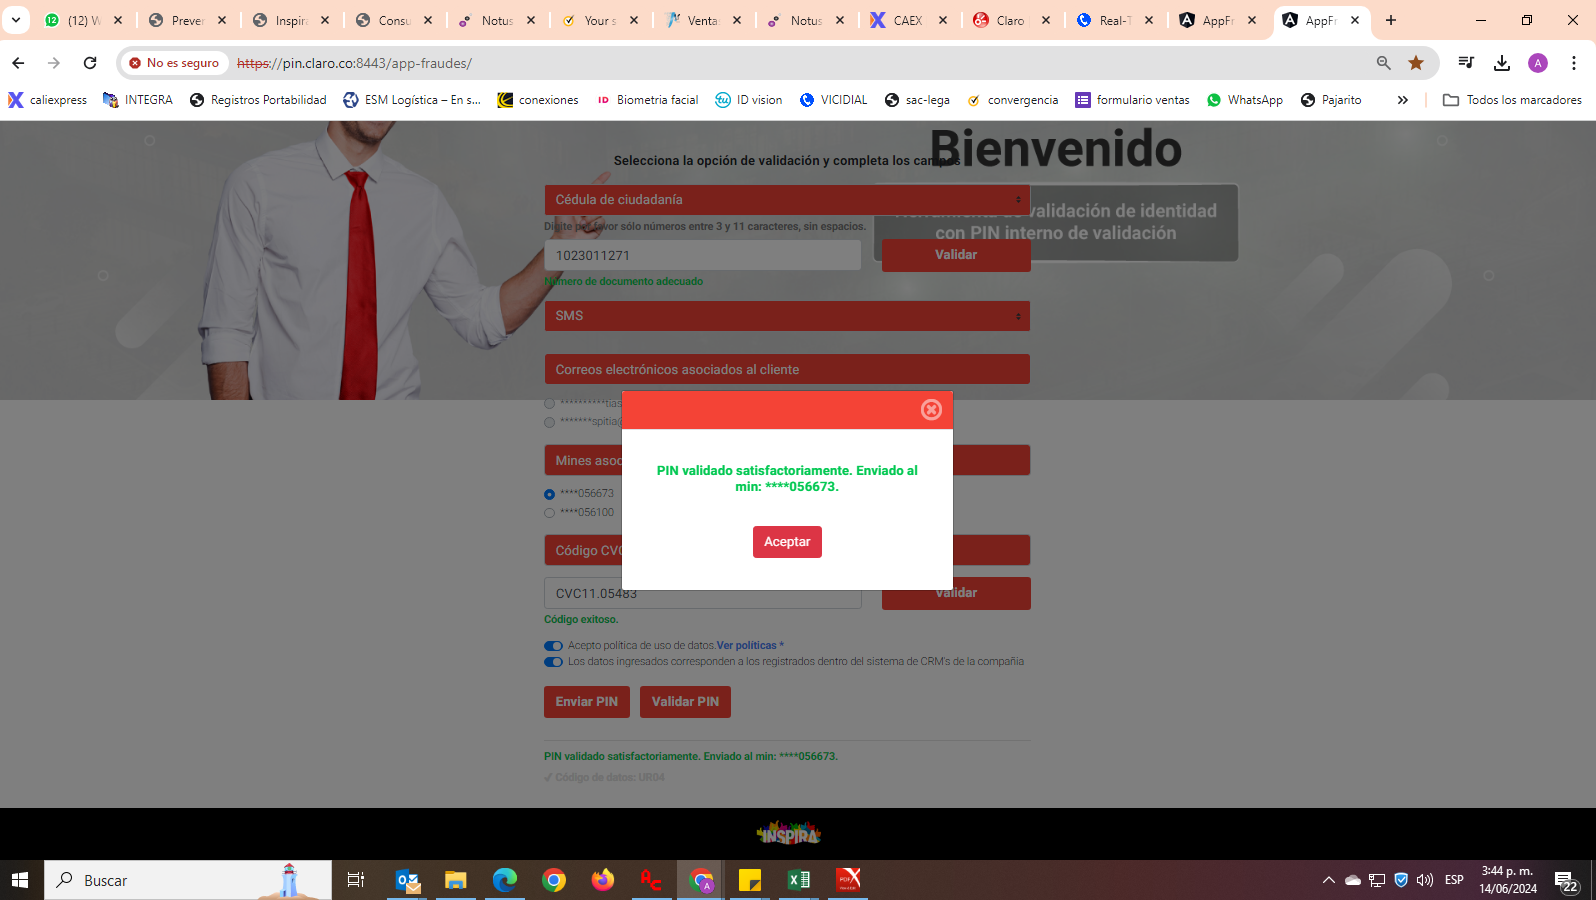 (12) W
Prever
Inspira
Consu
Notus
Your s
Venta
Notus
CAEX
Claro
Real-T
AppFr
AppFr
No es seguro
https://pin.claro.co:8443/app-fraudes/
A
caliexpress
INTEGRA
Registros Portabilidad
ESM Logística – En s...
conexiones
ID Biometria facial
ID vision
VICIDIAL
sac-lega
convergencia
formulario ventas
WhatsApp
Pajarito
Todos los marcadores
Bienvenido
Selecciona la opción de validación y completa los campos
Cédula de ciudadanía
Herramienta de validación de identidad
con PIN interno de validación
Digite por favor sólo números entre 3 y 11 caracteres, sin espacios.
1023011271
Validar
Número de documento adecuado
SMS
Correos electrónicos asociados al cliente
**********tias
*******spitia@
Mines asoc
****056673
****056100
PIN validado satisfactoriamente. Enviado al
min: ****056673.
Aceptar
Código CVC
CVC11.05483
Validar
Código exitoso.
Acepto política de uso de datos.Ver políticas *
Los datos ingresados corresponden a los registrados dentro del sistema de CRM's de la compañia
Enviar PIN
Validar PIN
PIN validado satisfactoriamente. Enviado al min: ****056673.
✓ Código de datos: UR04
INSPIRA
Buscar
ESP
3:44 p. m.
14/06/2024
22